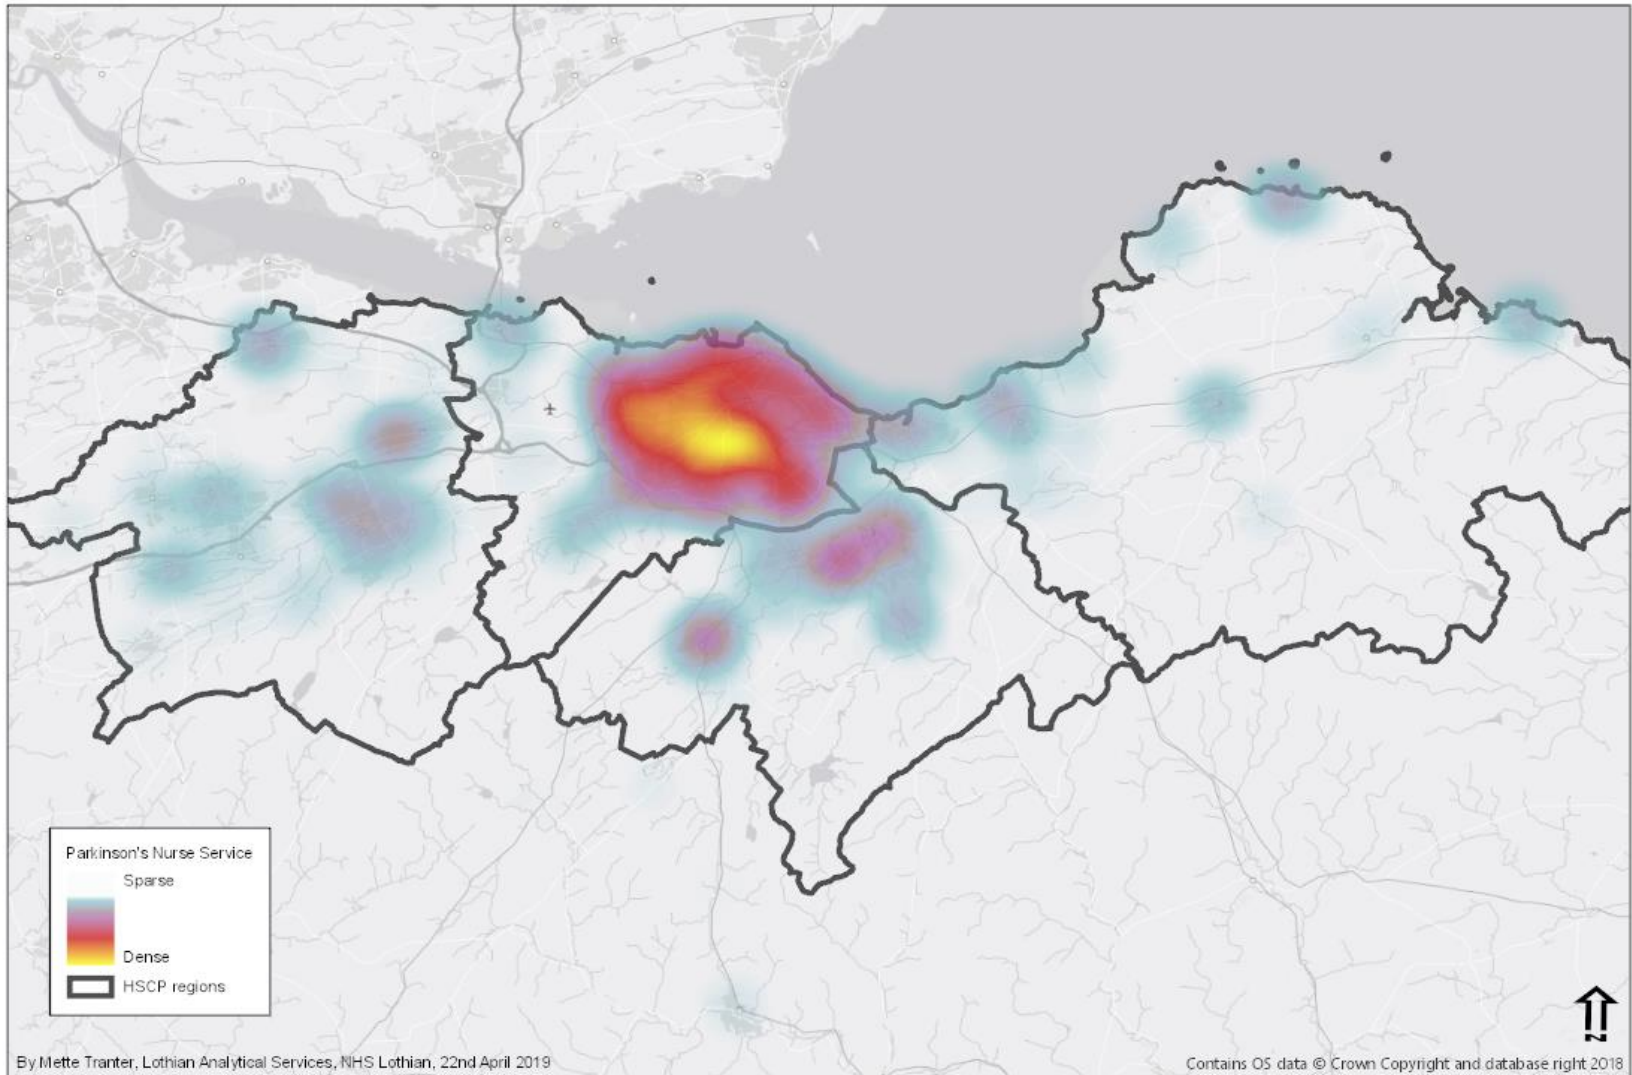 Parkinson's Nurse Service
Sparse
Dense
HSCP regions
N
By Mette Tranter, Lothian Analytical Services, NHS Lothian, 22nd April 2019
Contains OS data © Crown Copyright and database right 2018